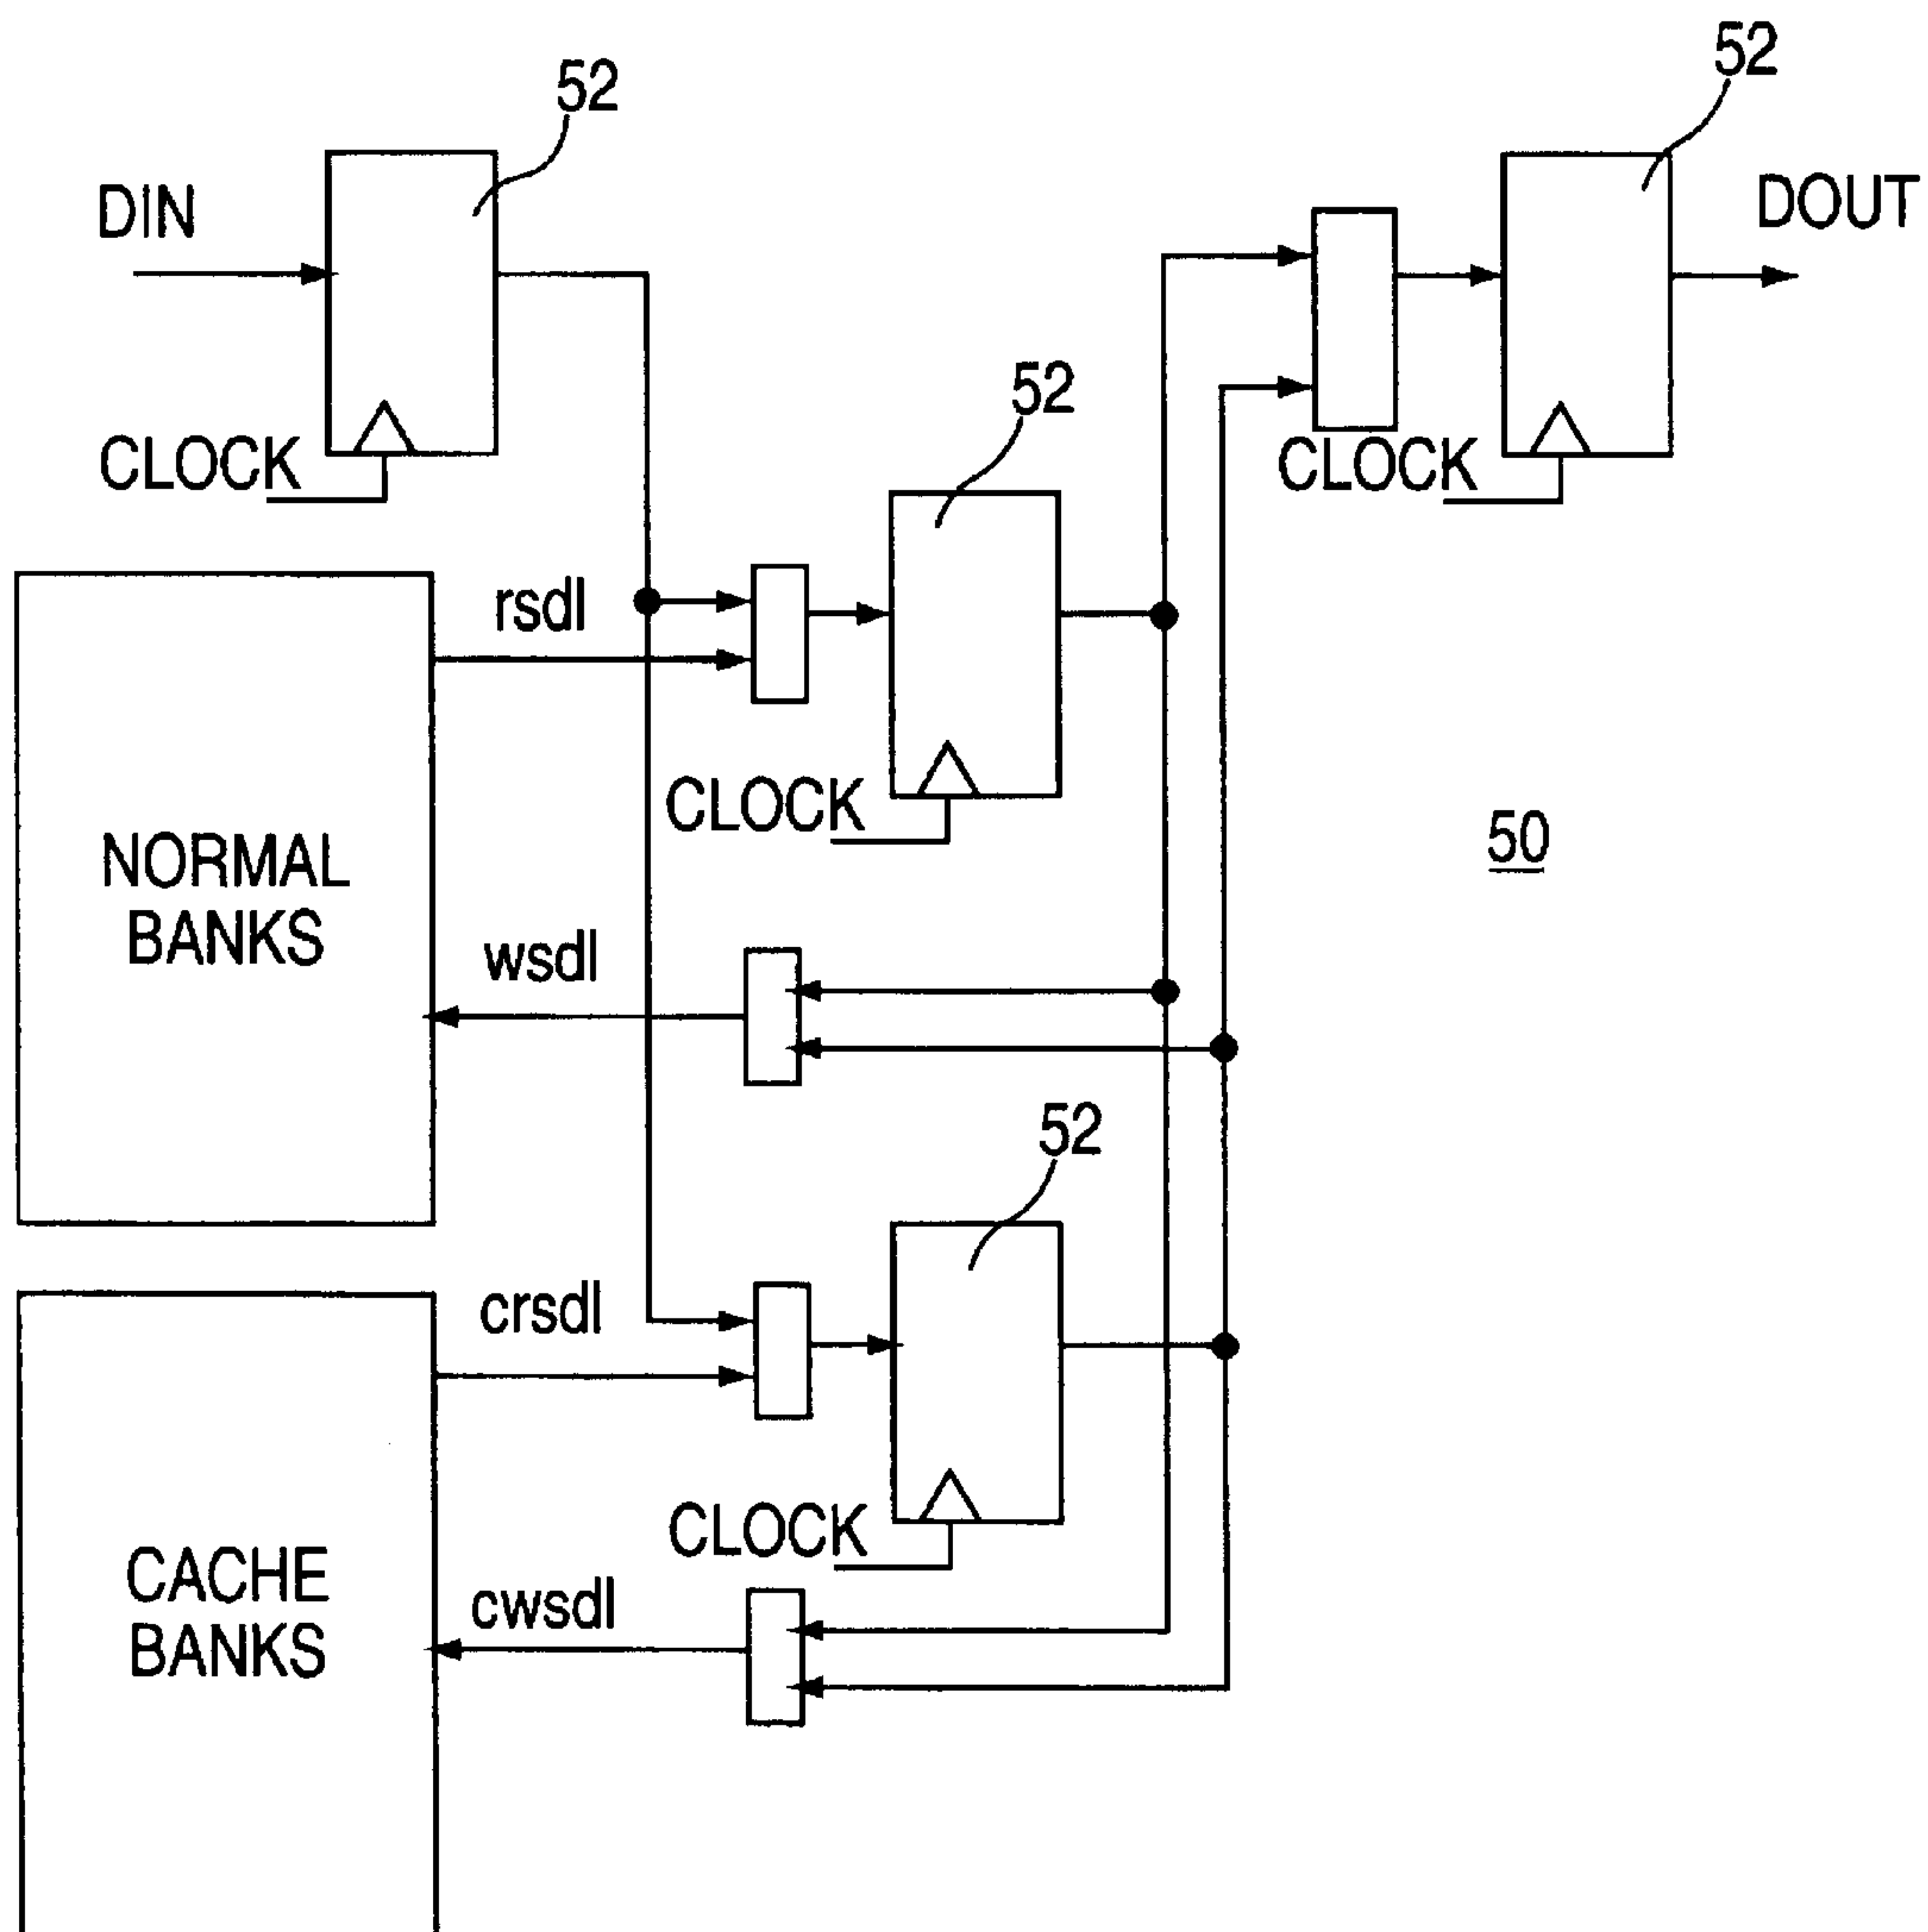 52
52
DIN
DOUT
52
CLOCK
CLOCK
rsdl
CLOCK
50
NORMAL
BANKS
wsdl
52
crsdl
CLOCK
CACHE
BANKS
cwsdl